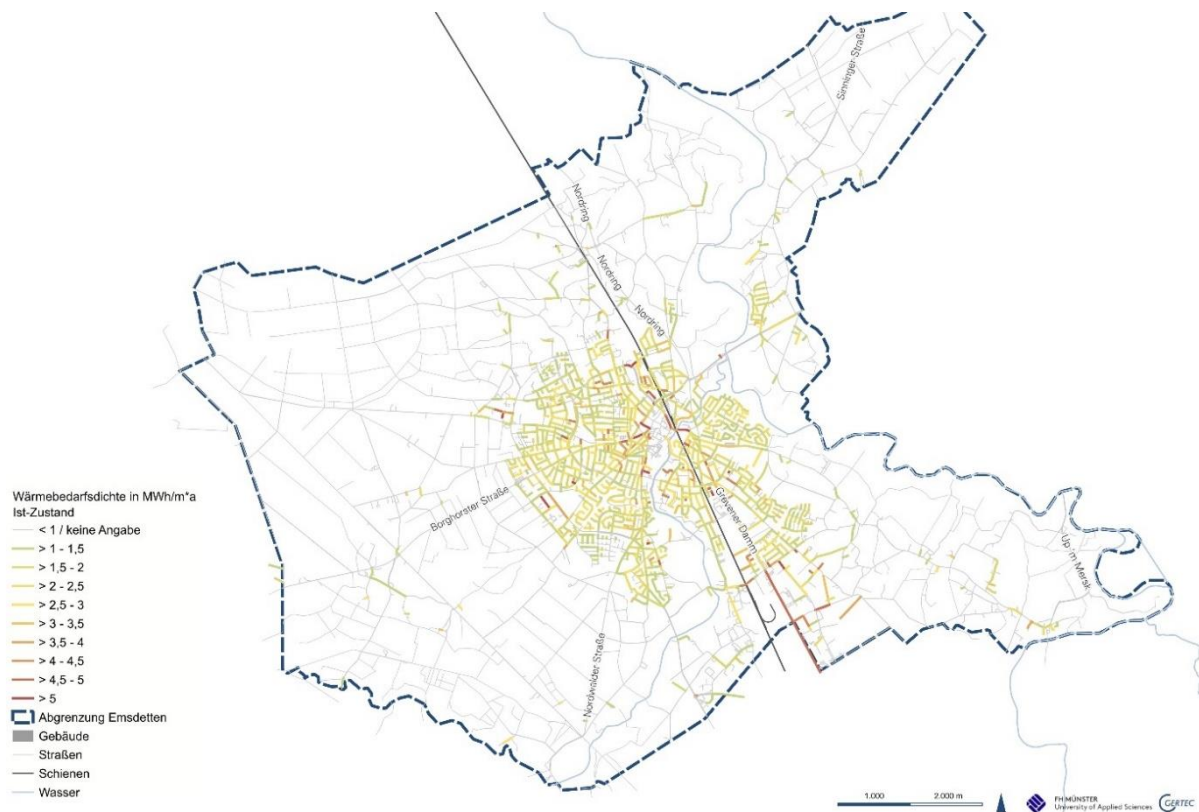 Sinninger Straße
Nordring
Nordring
Nordring
Borghorster Straße
Grevener Damm
Up'm Mersk
Nordwalder Straße
Wärmebedarfsdichte in MWh/m*a
Ist-Zustand
< 1 / keine Angabe
> 1 - 1,5
> 1,5 - 2
> 2 - 2,5
> 2,5 - 3
> 3 - 3,5
> 3,5 - 4
> 4 - 4,5
> 4,5 - 5
> 5
Abgrenzung Emsdetten
Gebäude
Straßen
Schienen
Wasser
1.000 2.000 m
FH MÜNSTER
University of Applied Sciences
GERTEC